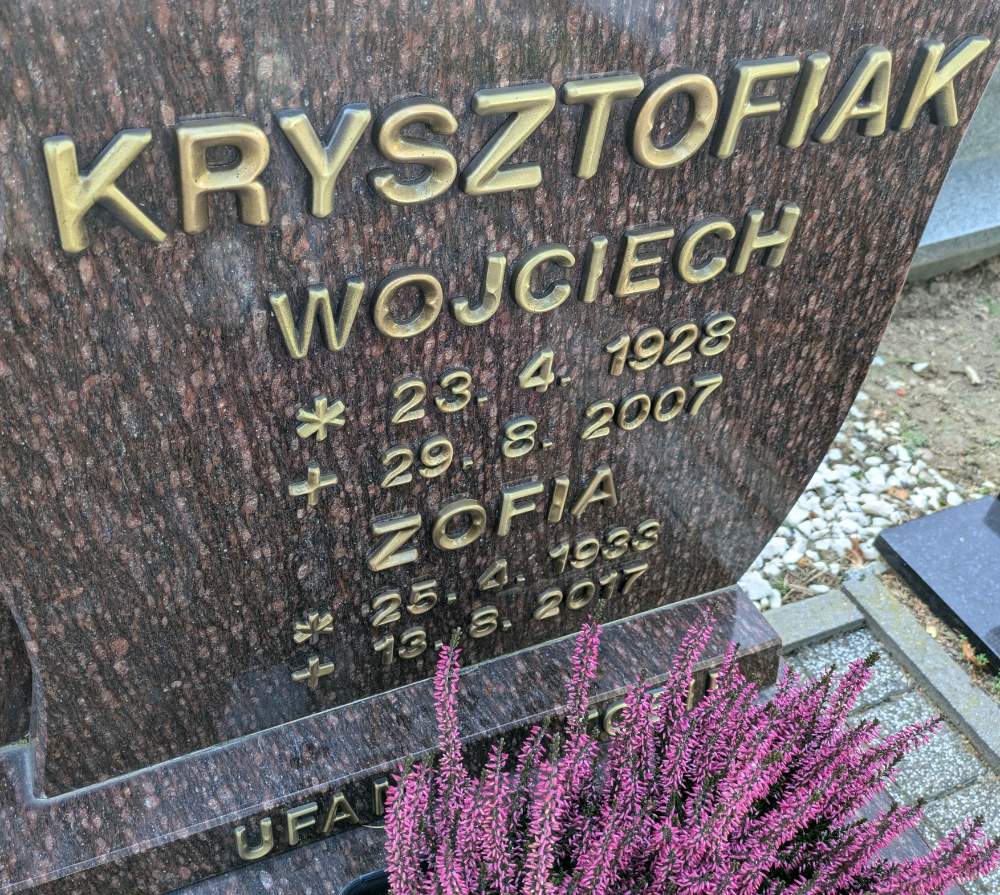 KRYSZTOFIAK
WOJCIECH
* 23. 4. 1928
+ 29. 8. 2007
ZOFIA
* 25. 4. 1933
+ 13. 8. 2017